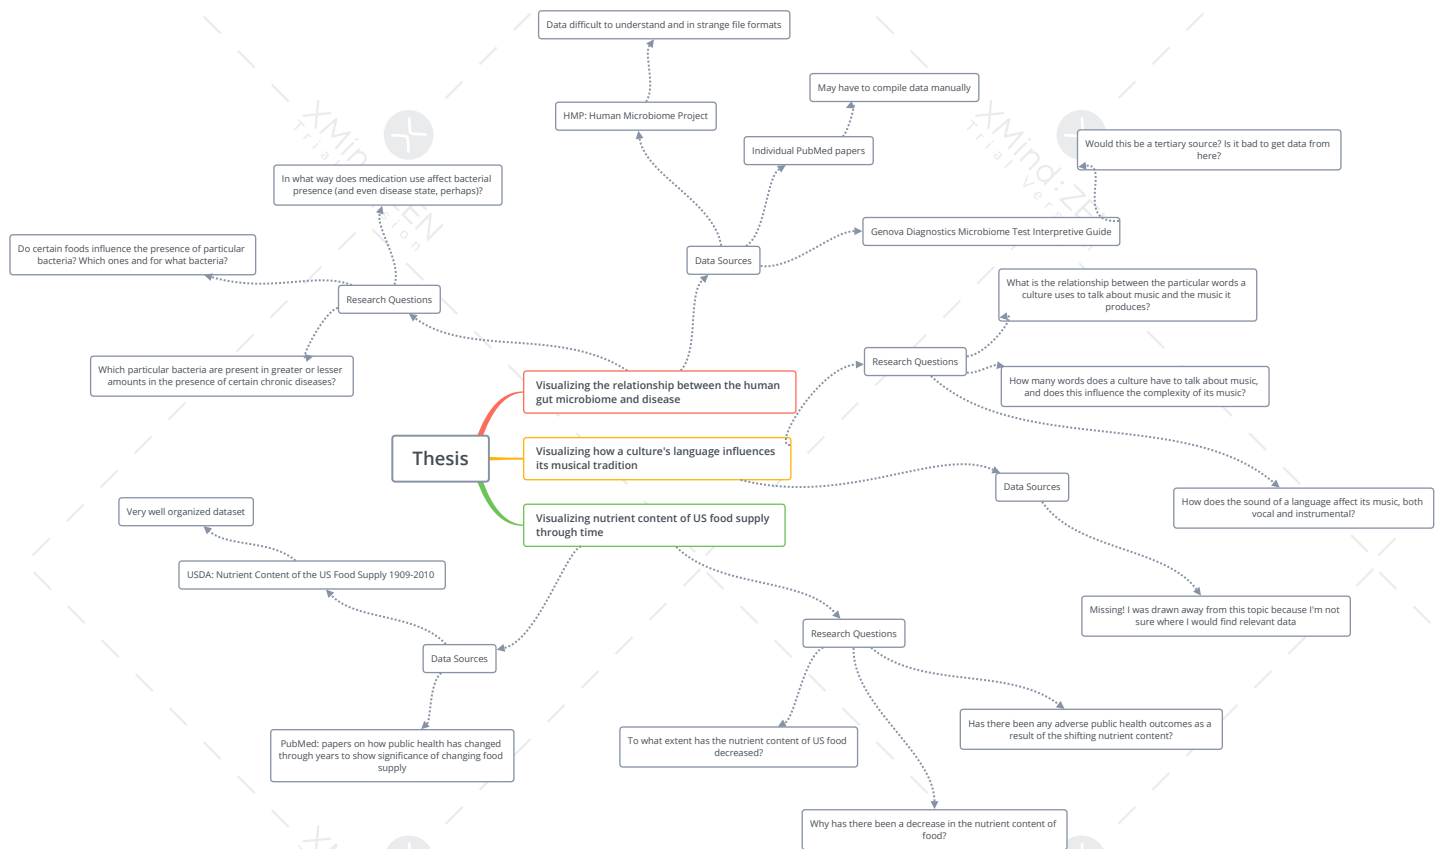 Data difficult to understand and in strange file formats
May have to compile data manually
HMP: Human Microbiome Project
Individual PubMed papers
Would this be a tertiary source? Is it bad to get data from
here?
In what way does medication use affect bacterial
presence (and even disease state, perhaps)?
Genova Diagnostics Microbiome Test Interpretive Guide
Do certain foods influence the presence of particular
bacteria? Which ones and for what bacteria?
Data Sources
Research Questions
What is the relationship between the particular words a
culture uses to talk about music and the music it
produces?
Which particular bacteria are present in greater or lesser
amounts in the presence of certain chronic diseases?
Research Questions
Visualizing the relationship between the human
gut microbiome and disease
How many words does a culture have to talk about music,
and does this influence the complexity of its music?
Thesis
Visualizing how a culture's language influences
its musical tradition
Data Sources
How does the sound of a language affect its music, both
vocal and instrumental?
Very well organized dataset
Visualizing nutrient content of US food supply
through time
USDA: Nutrient Content of the US Food Supply 1909-2010
Missing! I was drawn away from this topic because I'm not
sure where I would find relevant data
Research Questions
Data Sources
Has there been any adverse public health outcomes as a
result of the shifting nutrient content?
To what extent has the nutrient content of US food
decreased?
PubMed: papers on how public health has changed
through years to show significance of changing food
supply
Why has there been a decrease in the nutrient content of
food?